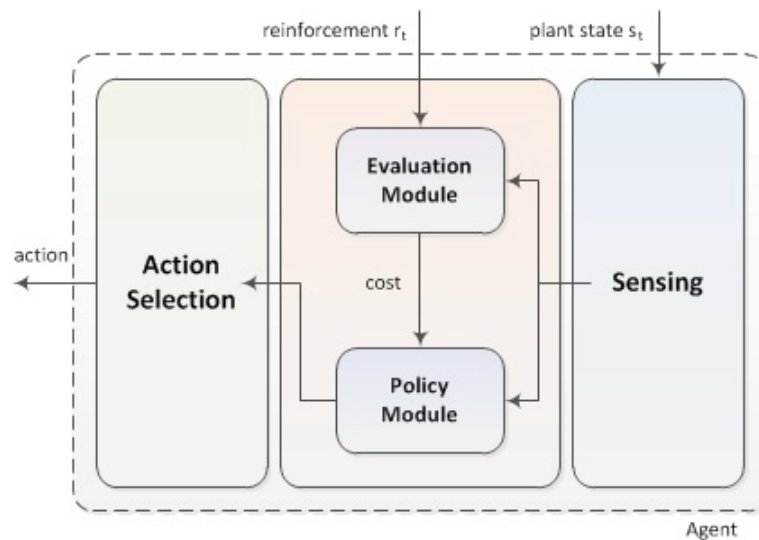 reinforcement rt
plant state st
Evaluation
Module
action
Action
Selection
cost
Sensing
Policy
Module
Agent